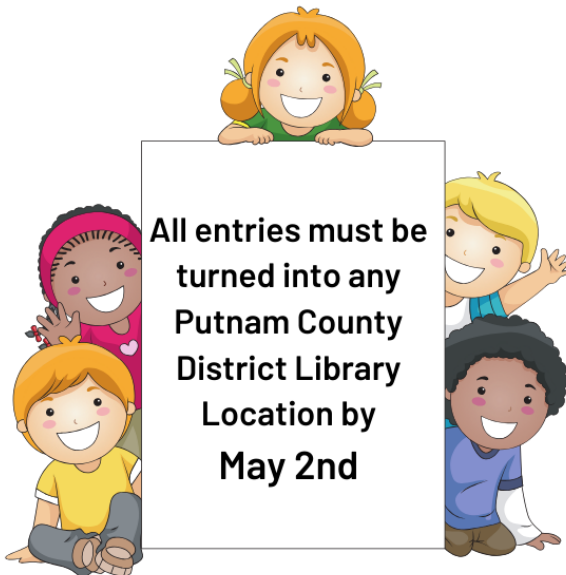 All entries must be
turned into any
Putnam County
District Library
Location by
May 2nd